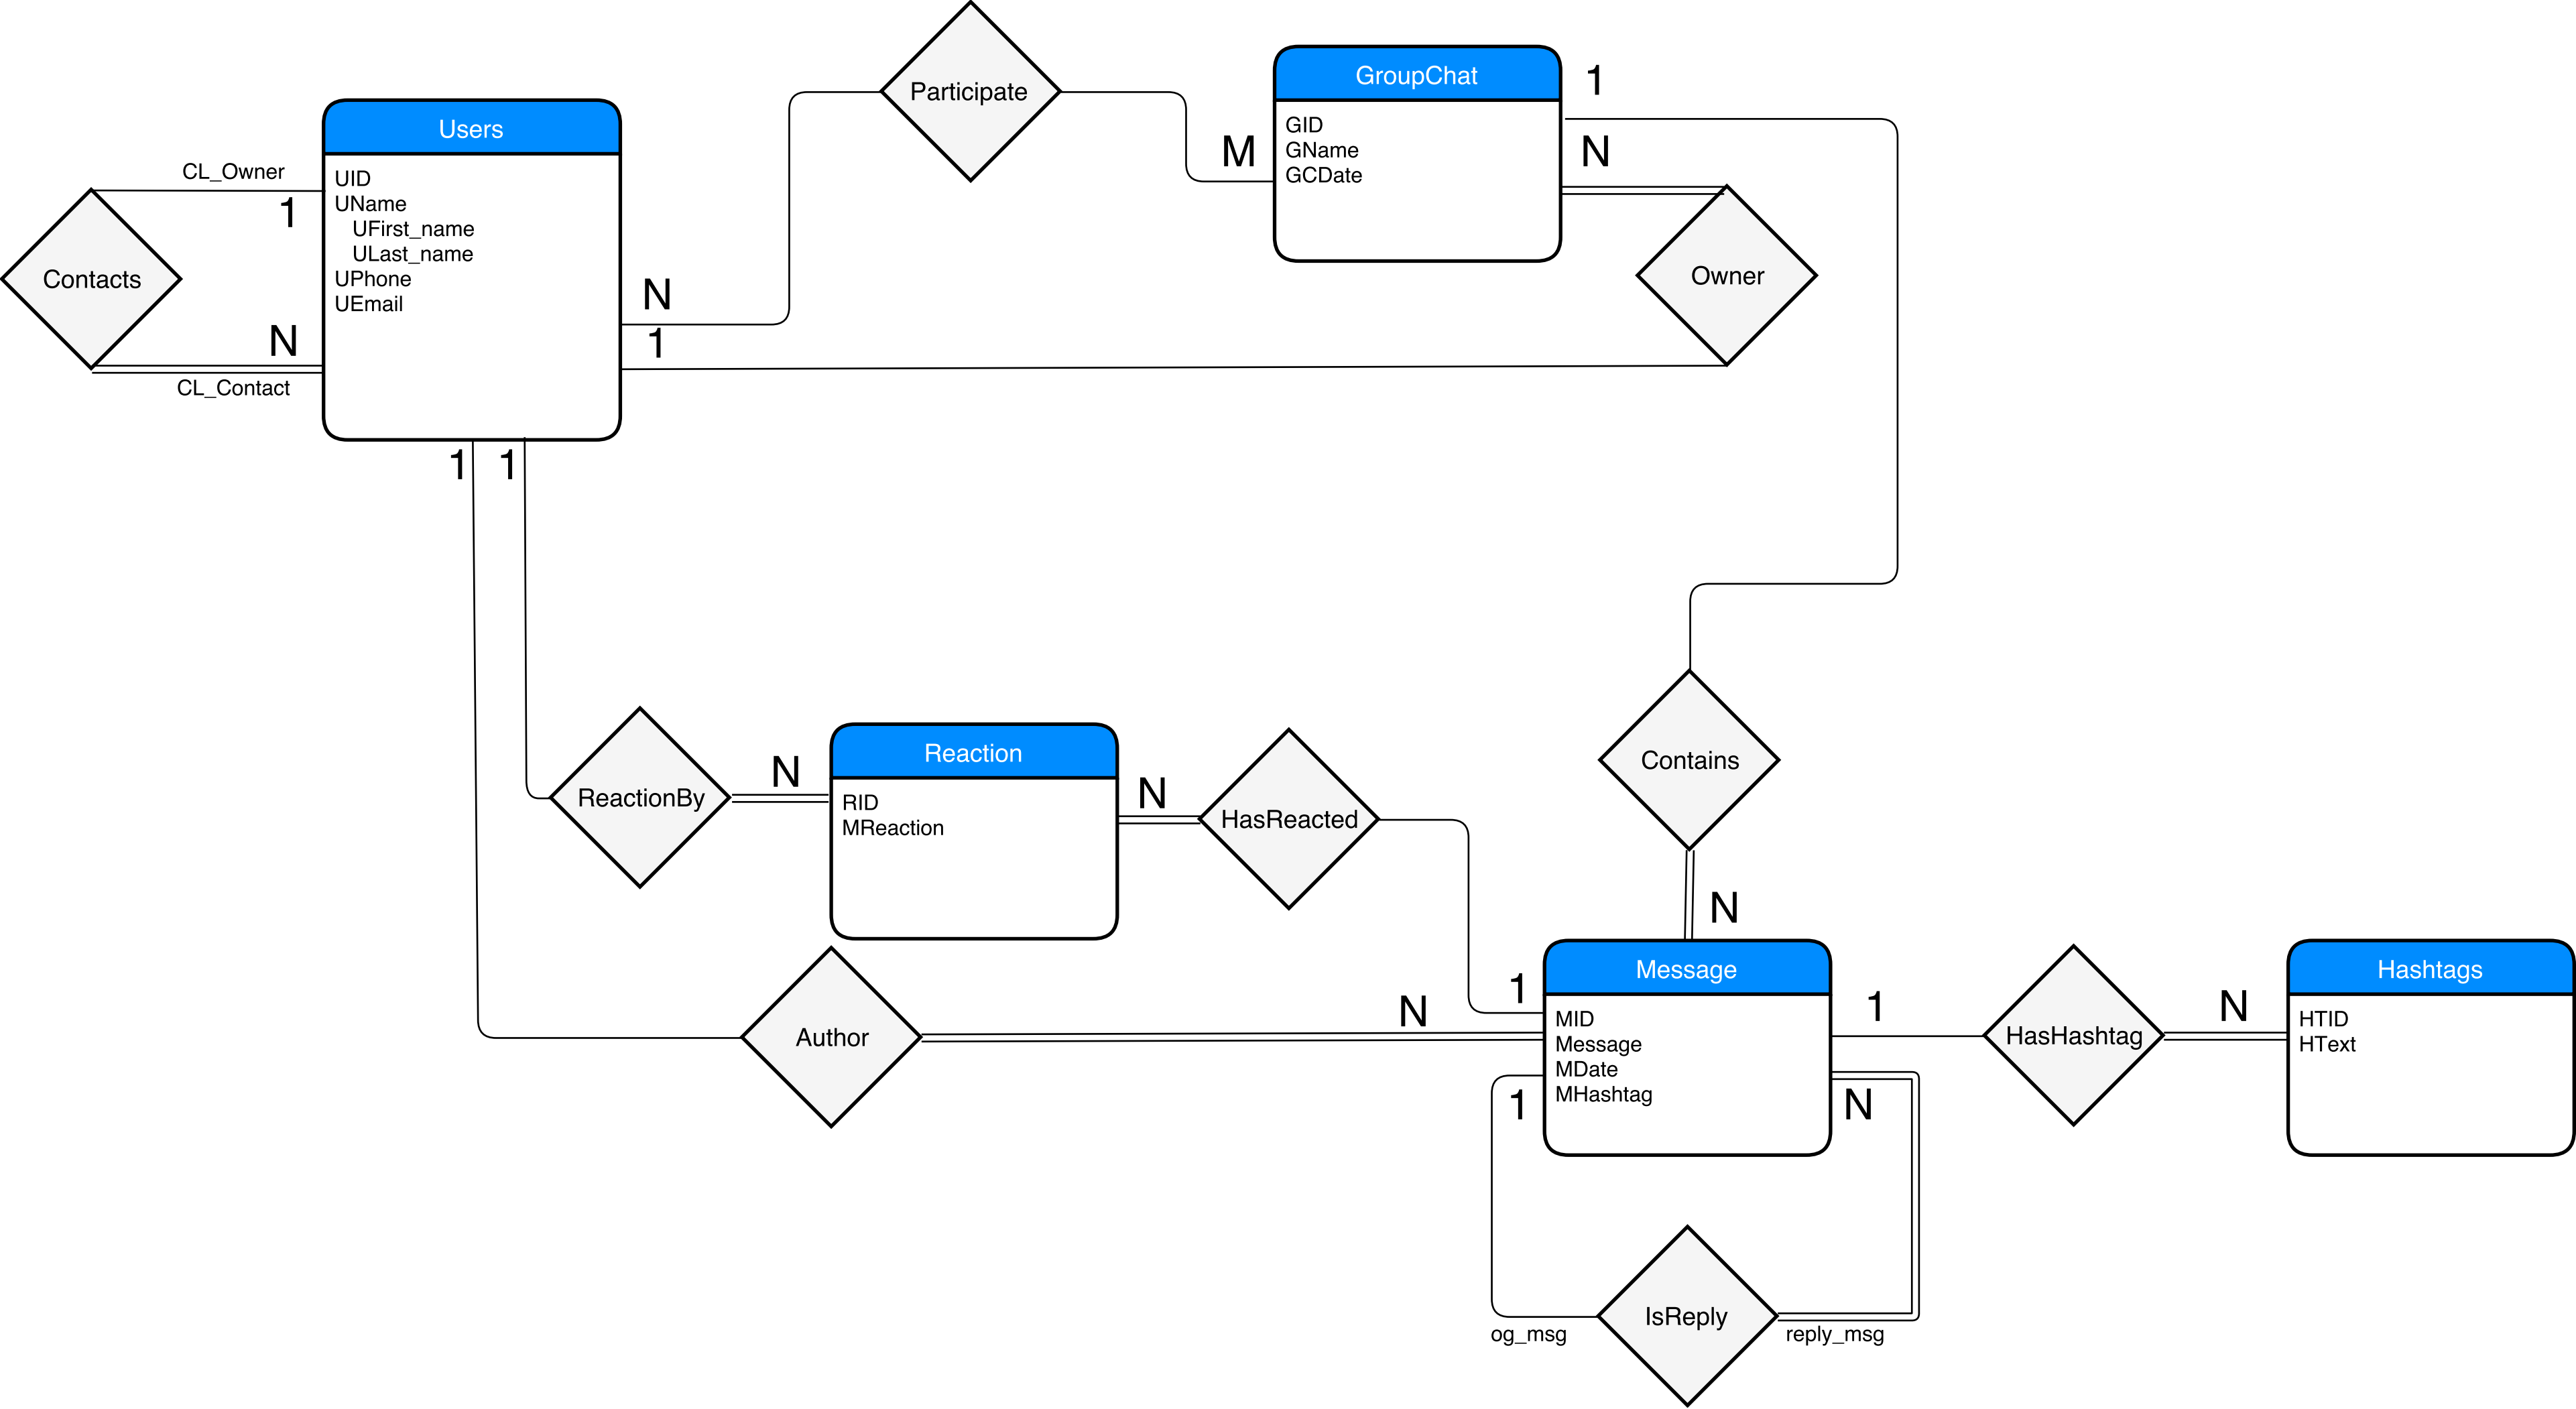 Participate
GroupChat
1
GID
GName
GCDate
M
N
Users
CL_Owner
1
UID
UName
UFirst_name
ULast_name
UPhone
UEmail
Contacts
N
CL_Contact
N
1
Owner
1
1
ReactionBy
N
Reaction
RID
MReaction
N
HasReacted
Contains
N
Author
N
1
Message
MID
Message
MDate
MHashtag
1
N
1
HasHashtag
N
Hashtags
HTID
HText
IsReply
og_msg
reply_msg